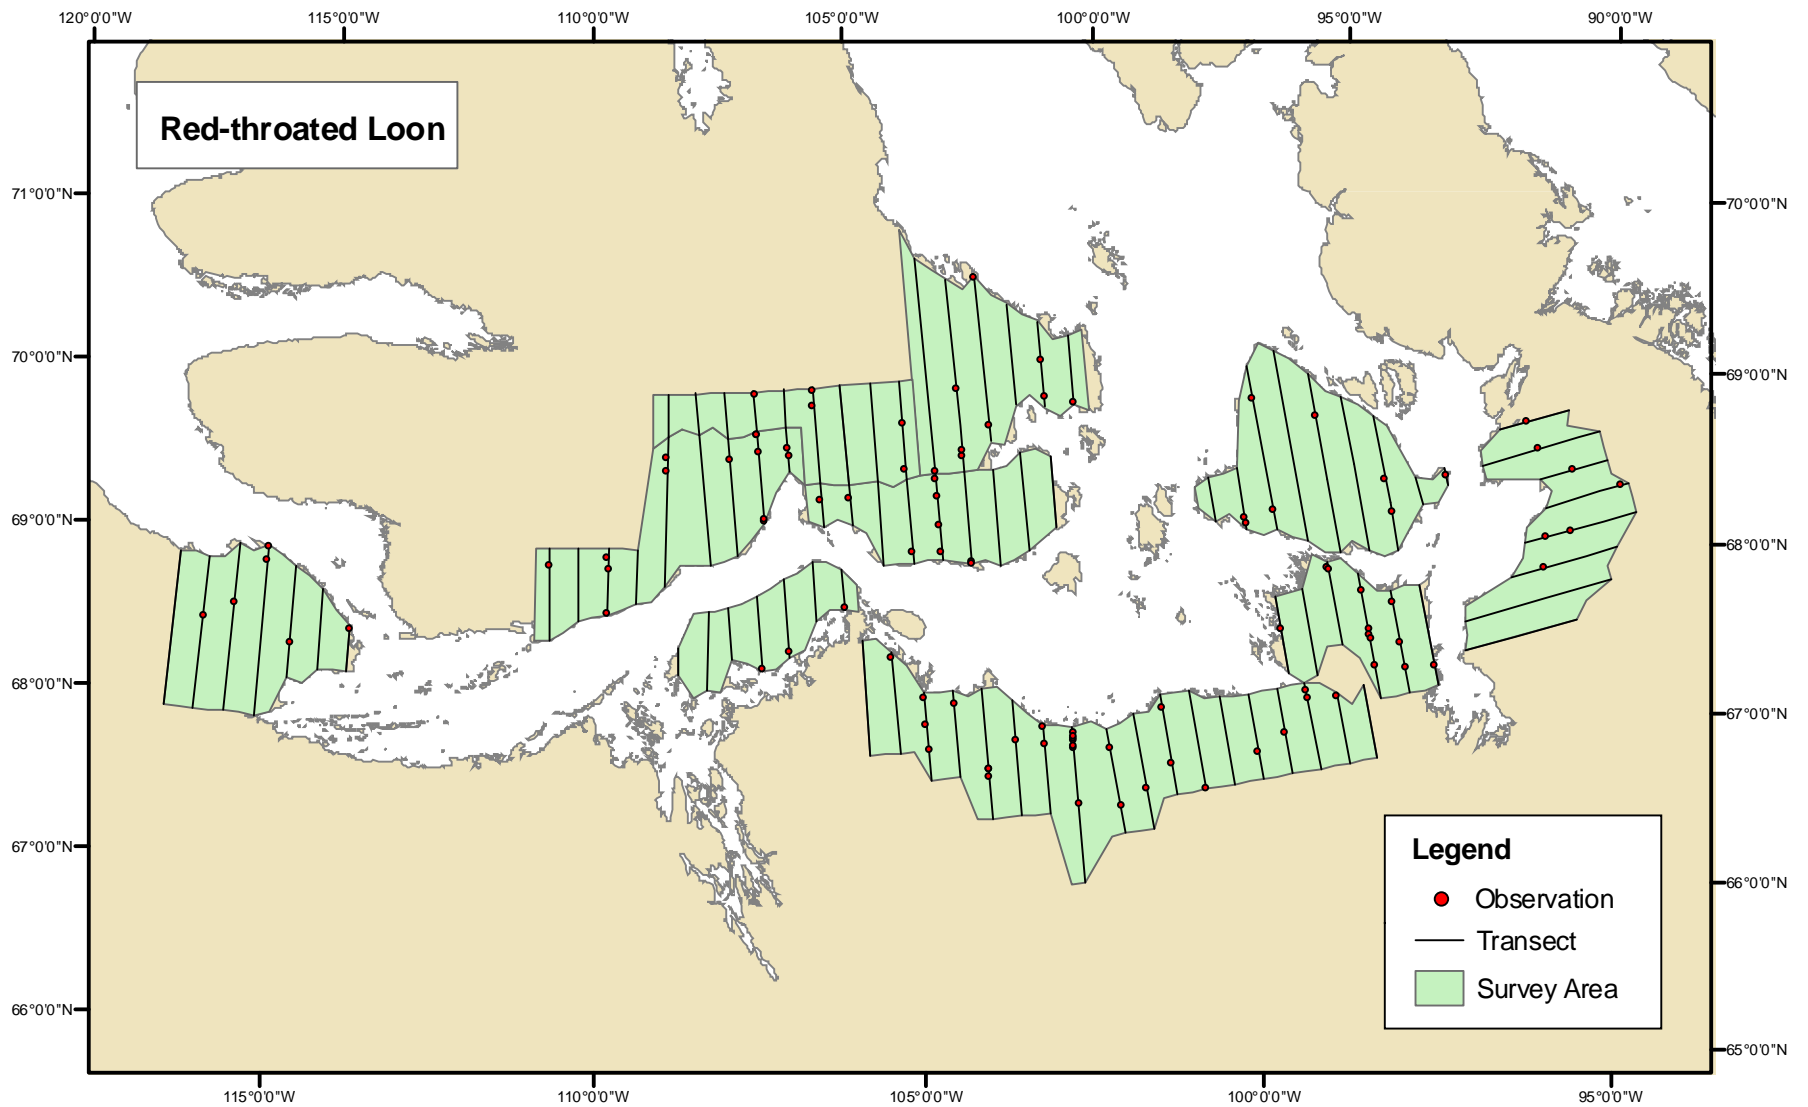 120°0'0"W 115°0'0"W 110°0'0"W 105°0'0"W 100°0'0"W 95°0'0"W 90°0'0"W
Red-throated Loon
71°0'0"N 70°0'0"N
70°0'0"N 69°0'0"N
69°0'0"N 68°0'0"N
68°0'0"N 67°0'0"N
67°0'0"N 66°0'0"N
66°0'0"N 65°0'0"N
Legend
Observation
Transect
Survey Area
115°0'0"W 110°0'0"W 105°0'0"W 100°0'0"W 95°0'0"W